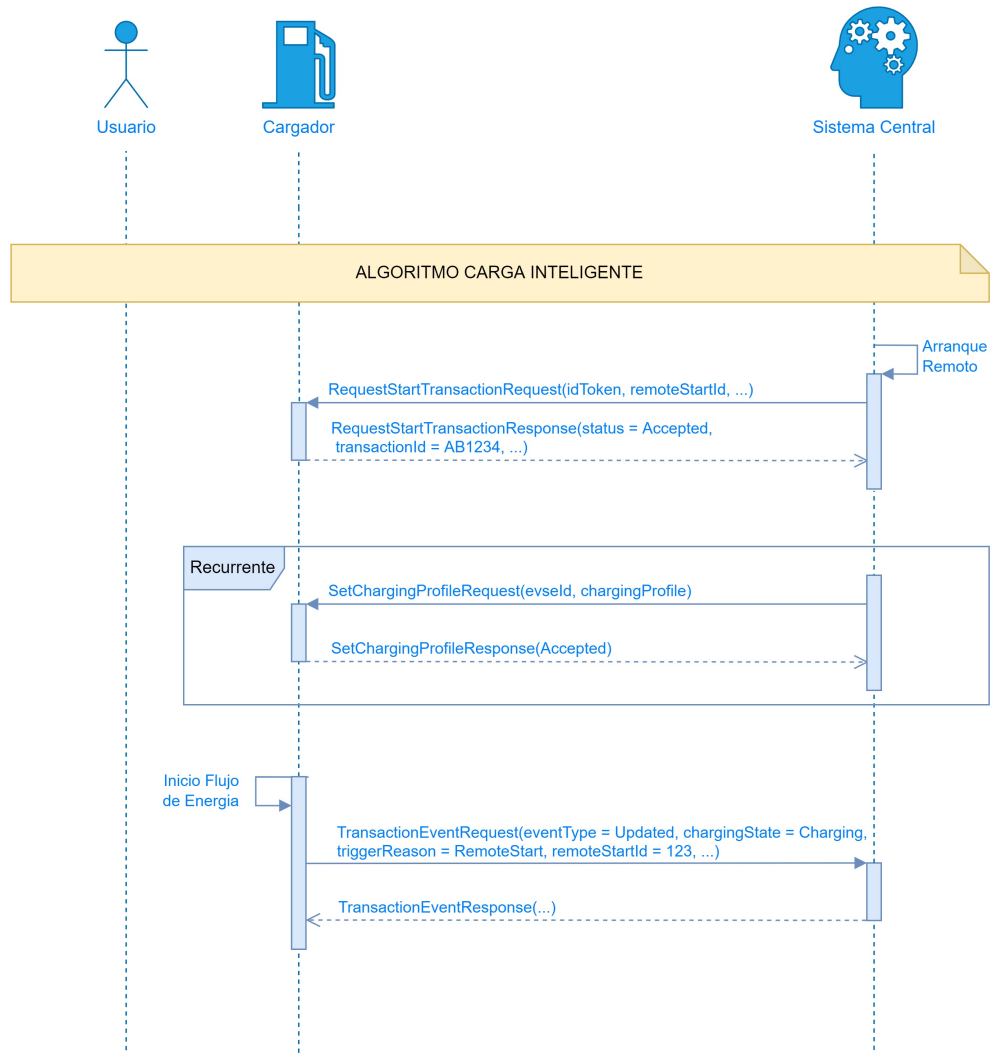 Usuario
Cargador
Sistema Central
ALGORITMO CARGA INTELIGENTE
Arranque
Remoto
RequestStartTransactionRequest(idToken, remoteStartId, ...)
RequestStartTransactionResponse(status = Accepted,
transactionId = AB1234, ...)
Recurrente
SetChargingProfileRequest(evseId, chargingProfile)
SetChargingProfileResponse(Accepted)
Inicio Flujo
de Energia
TransactionEventRequest(eventType = Updated, chargingState = Charging,
triggerReason = RemoteStart, remoteStartId = 123, ...)
TransactionEventResponse(...)